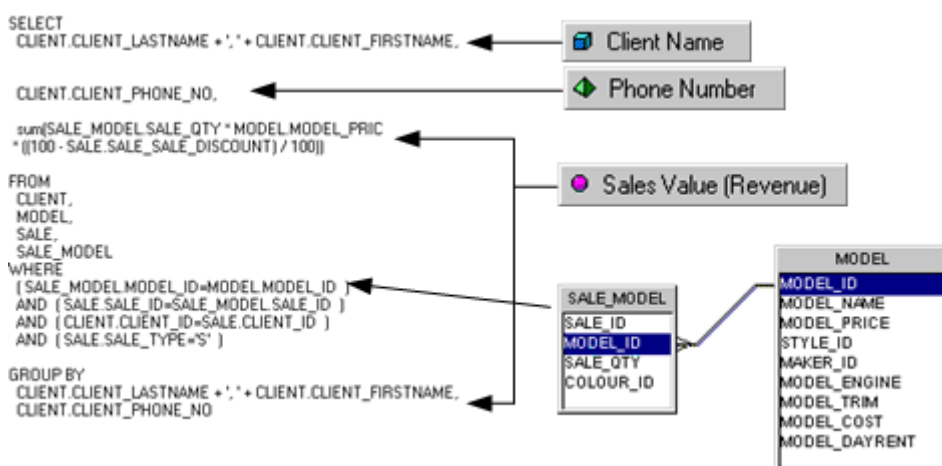 SELECT
CLIENT.CLIENT_LASTNAME + ', ' + CLIENT.CLIENT_FIRSTNAME,
Client Name
CLIENT.CLIENT_PHONE_NO,
Phone Number
sum(SALE_MODEL.SALE_QTY * MODEL.MODEL_PRIC
* ((100 - SALE.SALE_SALE_DISCOUNT) / 100))
Sales Value (Revenue)
FROM
CLIENT,
MODEL,
SALE,
SALE_MODEL
WHERE
( SALE_MODEL.MODEL_ID=MODEL.MODEL_ID )
AND ( SALE.SALE_ID=SALE_MODEL.SALE_ID )
AND ( CLIENT.CLIENT_ID=SALE.CLIENT_ID )
AND ( SALE.SALE_TYPE='S' )
GROUP BY
CLIENT.CLIENT_LASTNAME + ', ' + CLIENT.CLIENT_FIRSTNAME,
CLIENT.CLIENT_PHONE_NO
SALE_MODEL
SALE_ID
MODEL_ID
SALE_QTY
COLOUR_ID
MODEL
MODEL_ID
MODEL_NAME
MODEL_PRICE
STYLE_ID
MAKER_ID
MODEL_ENGINE
MODEL_TRIM
MODEL_COST
MODEL_DAYRENT